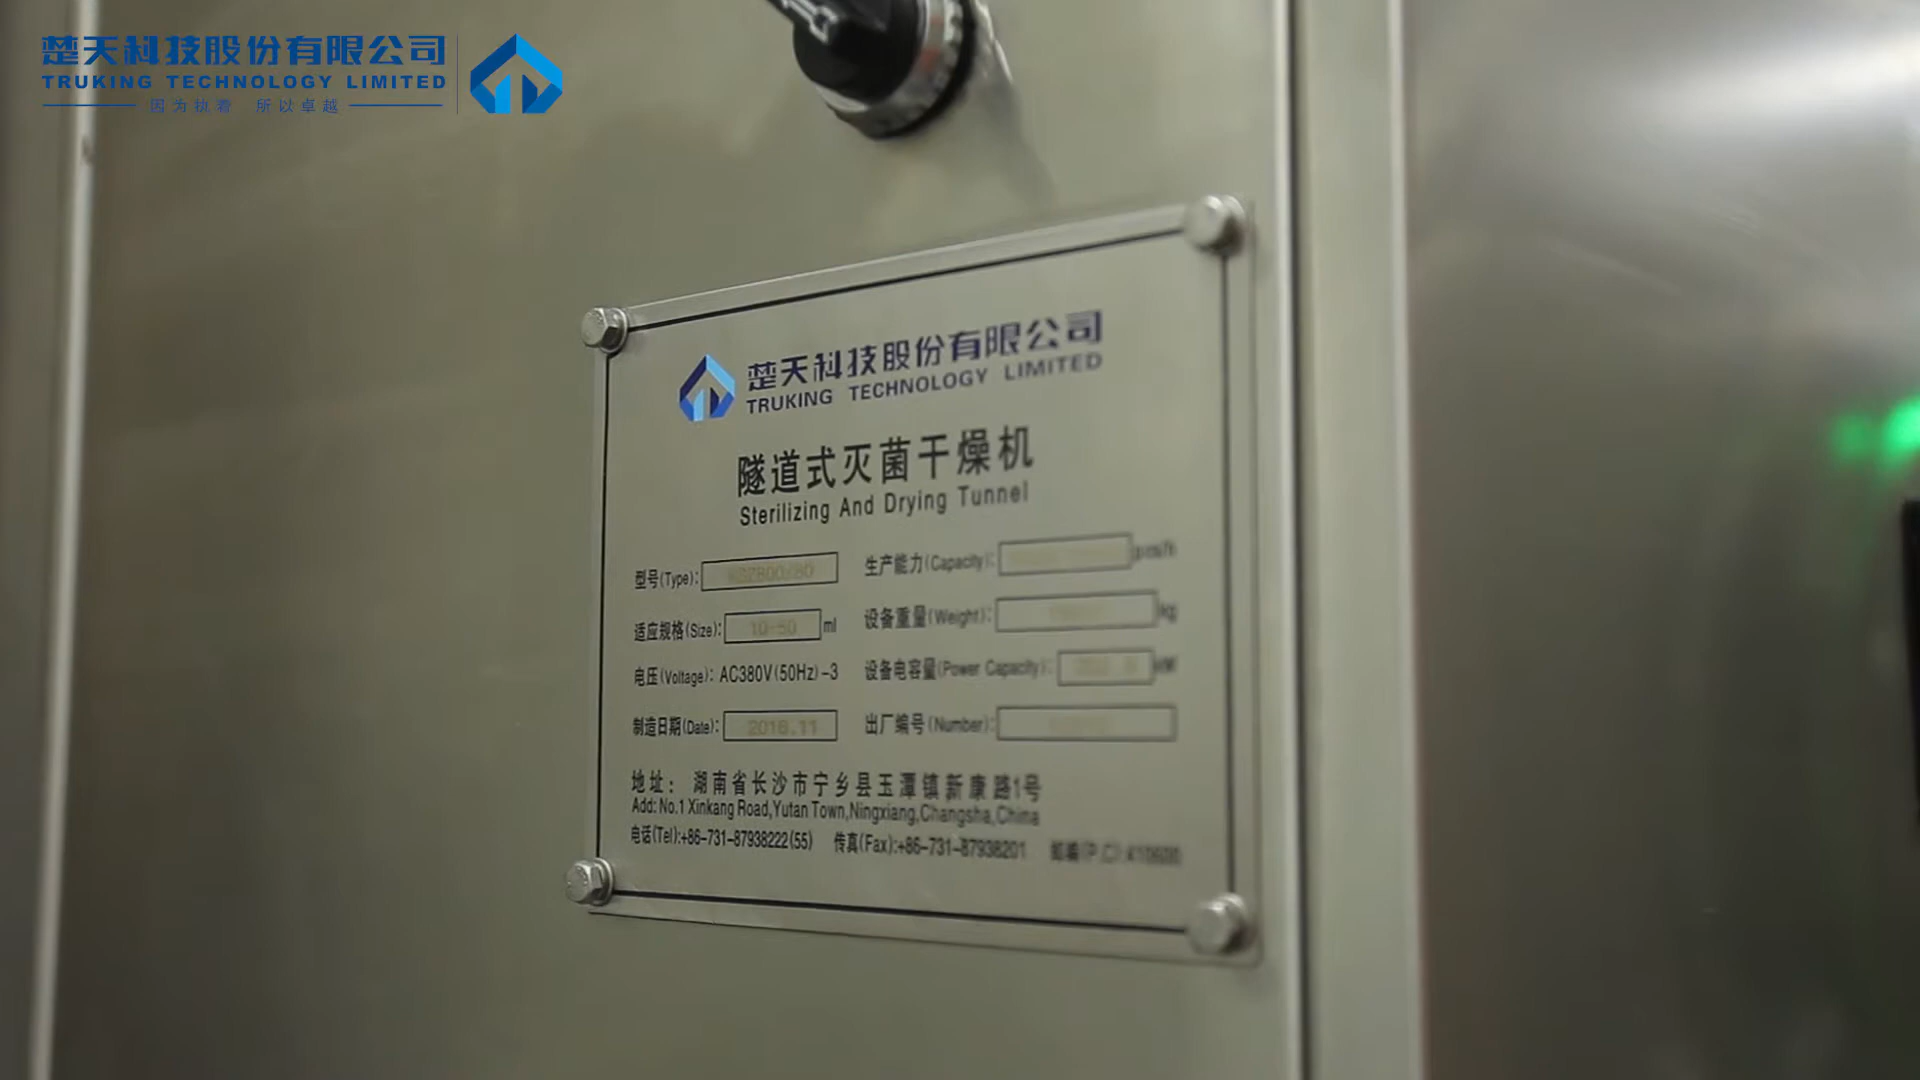 楚天科技股份有限公司
TRUKING TECHNOLOGY LIMITED
因为执着 所以卓越
楚天科技股份有限公司
TRUKING TECHNOLOGY LIMITED
隧道式灭菌干燥机
Sterilizing And Drying Tunnel
型号(Type): 生产能力(Capacity): pcs/h
适应规格(Size): 10-50 ml 设备重量(Weight): kg
电压(Voltage): AC380V(50Hz)-3 设备电容量(Power Capacity): kW
制造日期(Date): 2016.11 出厂编号(Number):
地址: 湖南省长沙市宁乡县玉潭镇新康路1号
Add: No.1 Xinkang Road,Yutan Town,Ningxiang,Changsha,China
电话(Tel):+86-731-87938222(55) 传真(Fax):+86-731-87938201 邮编(P.C):